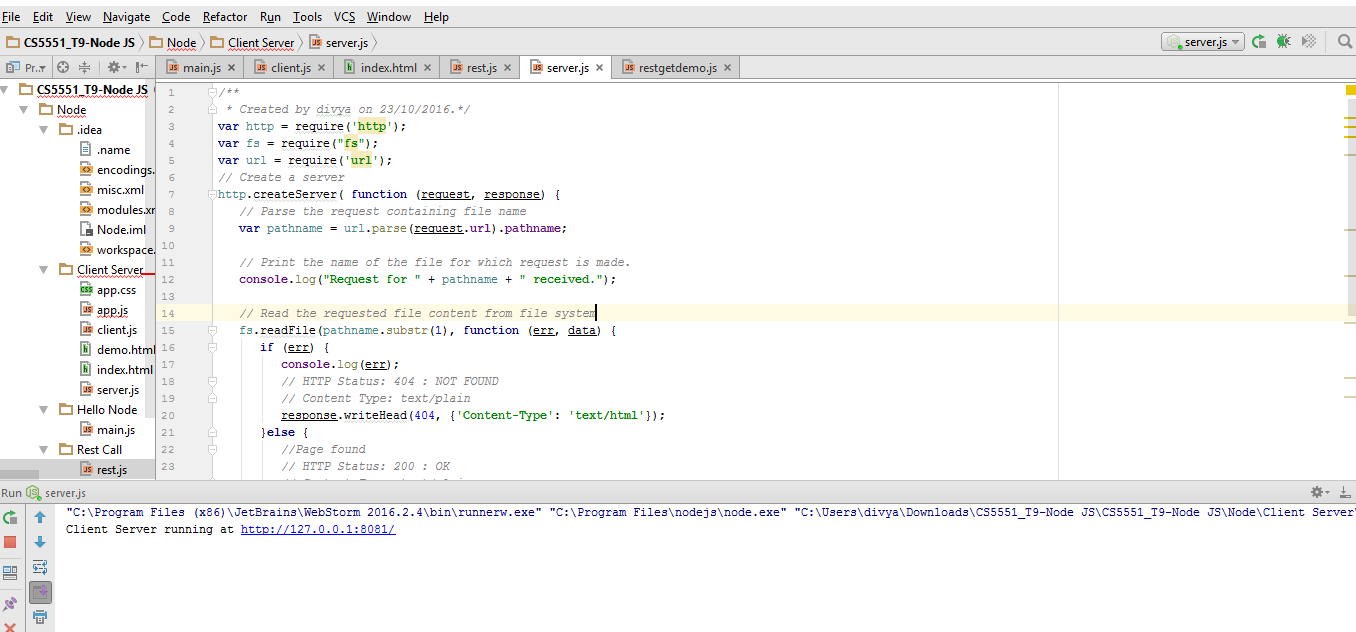 File Edit View Navigate Code Refactor Run Tools VCS Window Help
CS5551_T9-Node JS Node Client Server server.js server.js
Pr.. main.js client.js index.html rest.js server.js restgetdemo.js
CS5551_T9-Node JS
Node
.idea
.name
encodings.
misc.xml
modules.xr
Node.iml
workspace.
Client Server
app.css
app.js
client.js
demo.html
index.html
server.js
Hello Node
main.js
Rest Call
rest.js
1 /**
2 * Created by divya on 23/10/2016.*/
3 var http = require('http');
4 var fs = require("fs");
5 var url = require('url');
6 // Create a server
7 http.createServer( function (request, response) {
8 // Parse the request containing file name
9 var pathname = url.parse(request.url).pathname;
10
11 // Print the name of the file for which request is made.
12 console.log("Request for " + pathname + " received.");
13
14 // Read the requested file content from file system
15 fs.readFile(pathname.substr(1), function (err, data) {
16 if (err) {
17 console.log(err);
18 // HTTP Status: 404 : NOT FOUND
19 // Content Type: text/plain
20 response.writeHead(404, {'Content-Type': 'text/html'});
21 }else {
22 //Page found
23 // HTTP Status: 200 : OK
Run server.js
"C:\Program Files (x86)\JetBrains\WebStorm 2016.2.4\bin\runnerw.exe" "C:\Program Files\nodejs\node.exe" "C:\Users\divya\Downloads\CS5551_T9-Node JS\CS5551_T9-Node JS\Node\Client Server\
Client Server running at http://127.0.0.1:8081/